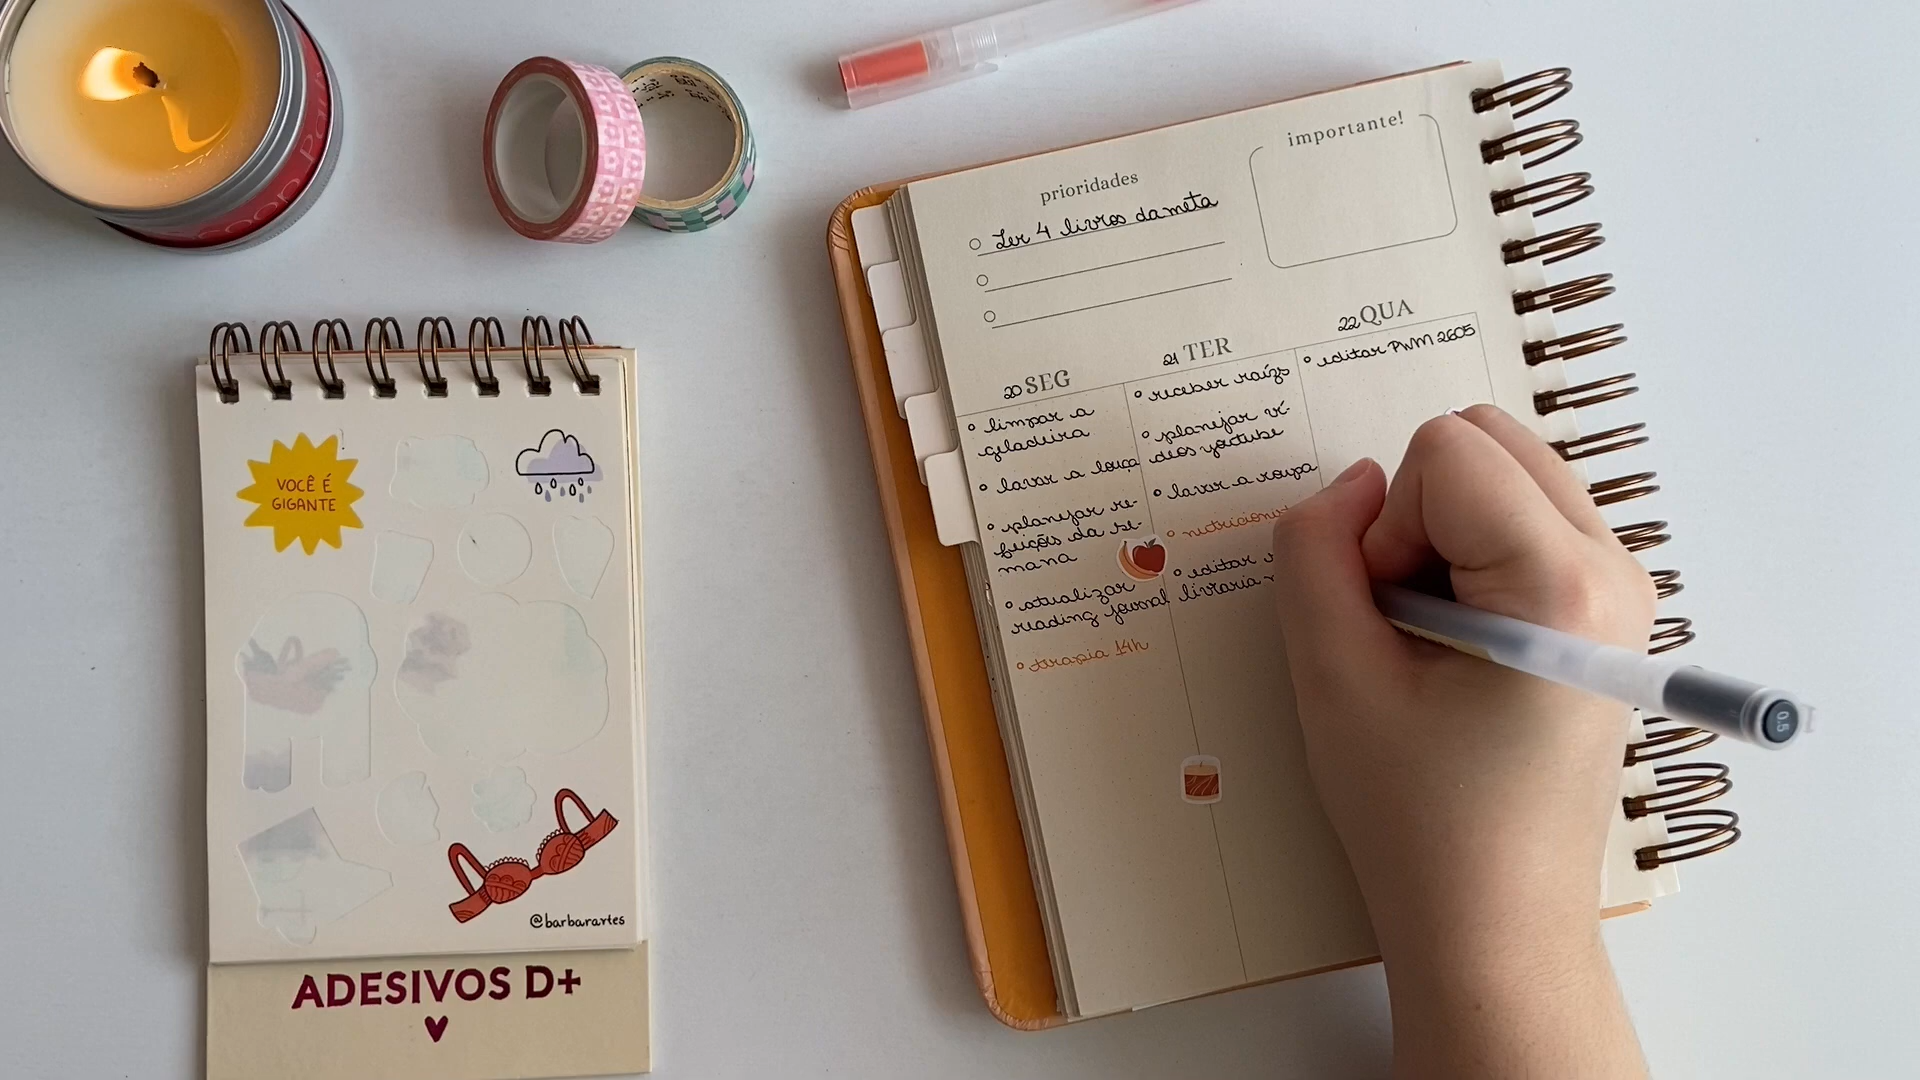 prioridades
Ler 4 livros da meta
importante!
20 SEG
limpar a
geladeira
lavar a louça
planejar re-
feições da se-
mana
atualizar
reading journal
terapia 14h
21 TER
receber raízs
planejar ví-
deos youtube
lavar a roupa
editar
livraria
22 QUA
editar PWM 2605
VOCÊ É
GIGANTE
@barbarartes
ADESIVOS D+
0.5